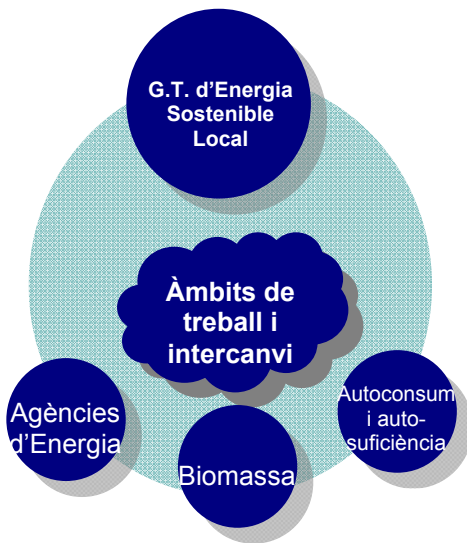 G.T. d’Energia
Sostenible
Local
Àmbits de
treball i
intercanvi
Agències
d’Energia
Biomassa
Autoconsum
i auto-
suficiència